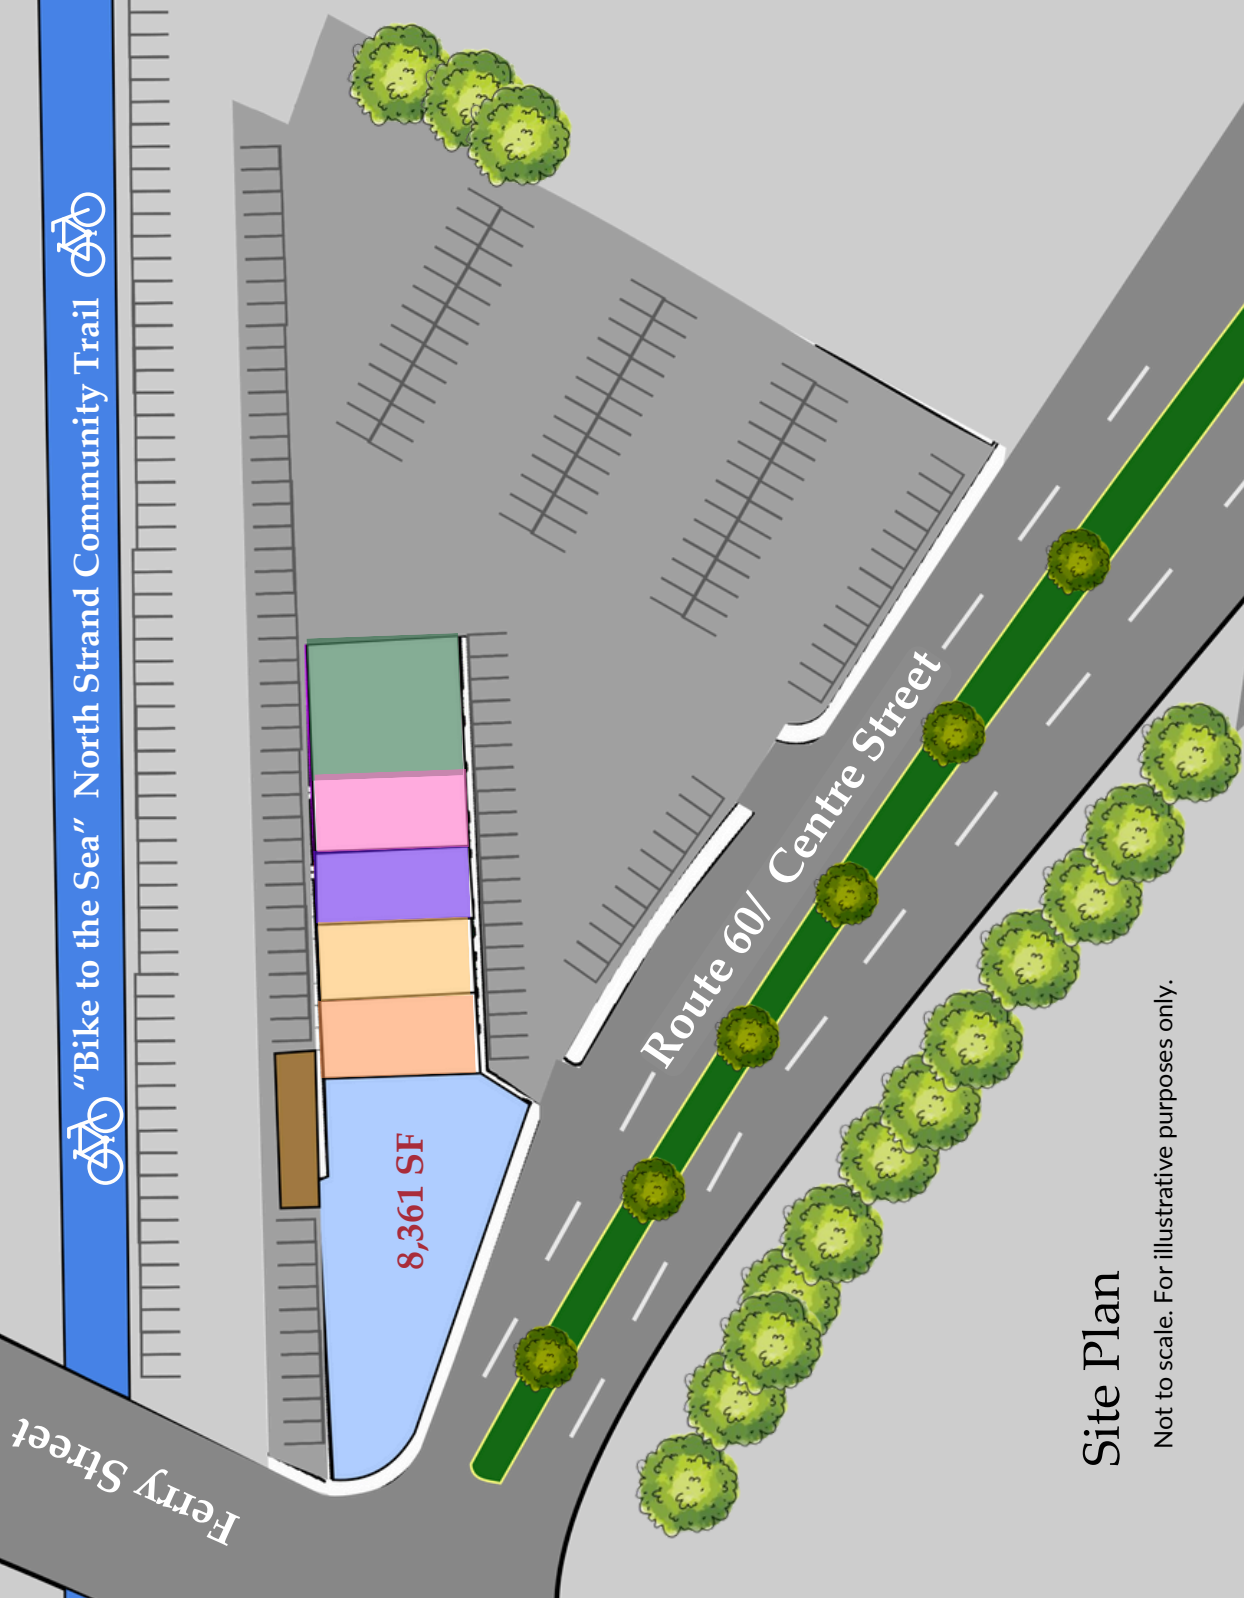 "Bike to the Sea" North Strand Community Trail
8,361 SF
Route 60/ Centre Street
Ferry Street
Site Plan
Not to scale. For illustrative purposes only.